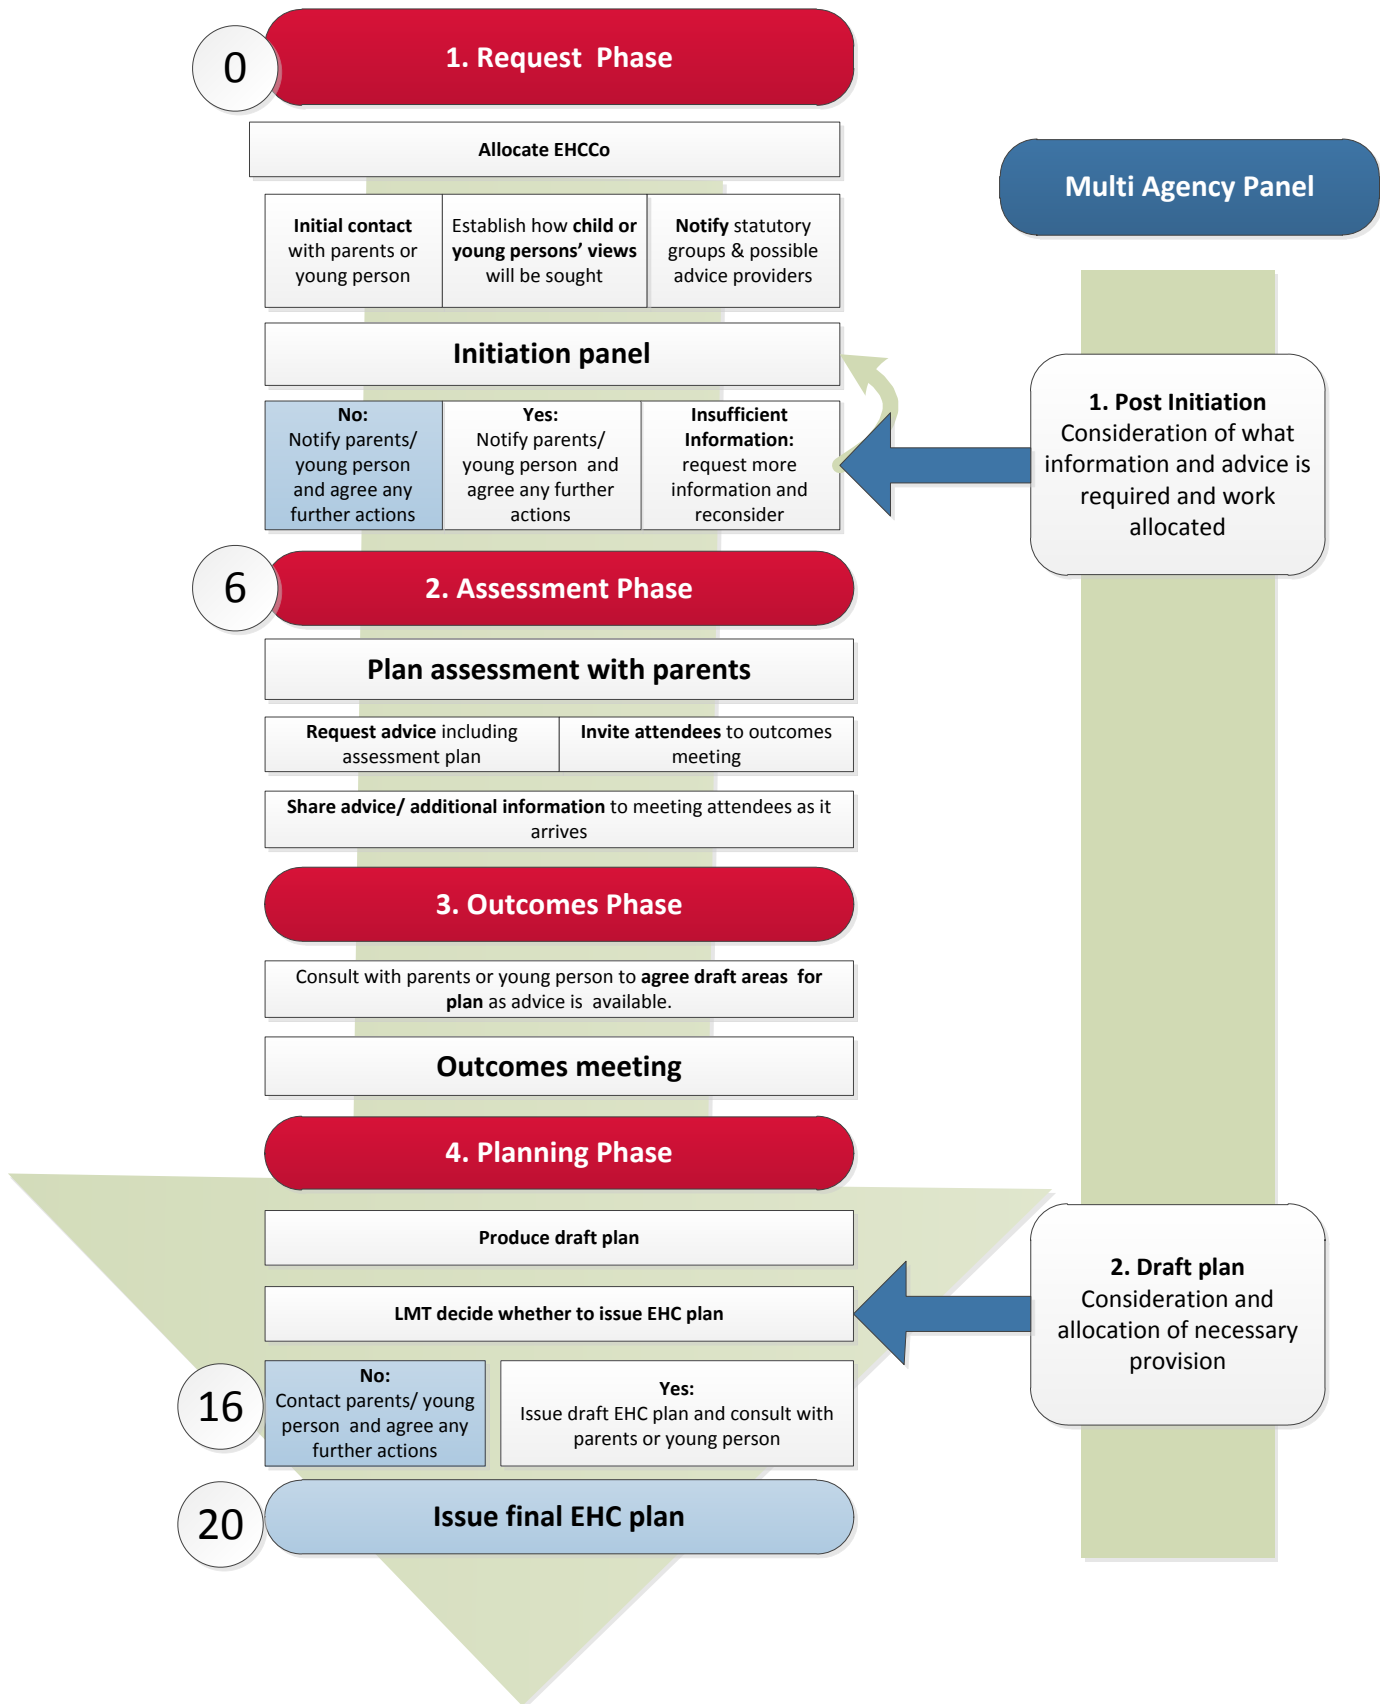 0
1. Request Phase
Allocate EHCCo
Initial contact
with parents or
young person
Establish how child or
young persons' views
will be sought
Notify statutory
groups & possible
advice providers
Initiation panel
No:
Notify parents/
young person
and agree any
further actions
Yes:
Notify parents/
young person and
agree any further
actions
Insufficient
Information:
request more
information and
reconsider
6
2. Assessment Phase
Plan assessment with parents
Request advice including
assessment plan
Invite attendees to outcomes
meeting
Share advice/ additional information to meeting attendees as it
arrives
3. Outcomes Phase
Consult with parents or young person to agree draft areas for
plan as advice is available.
Outcomes meeting
4. Planning Phase
Produce draft plan
LMT decide whether to issue EHC plan
16
No:
Contact parents/ young
person and agree any
further actions
Yes:
Issue draft EHC plan and consult with
parents or young person
20
Issue final EHC plan
Multi Agency Panel
1. Post Initiation
Consideration of what
information and advice is
required and work
allocated
2. Draft plan
Consideration and
allocation of necessary
provision